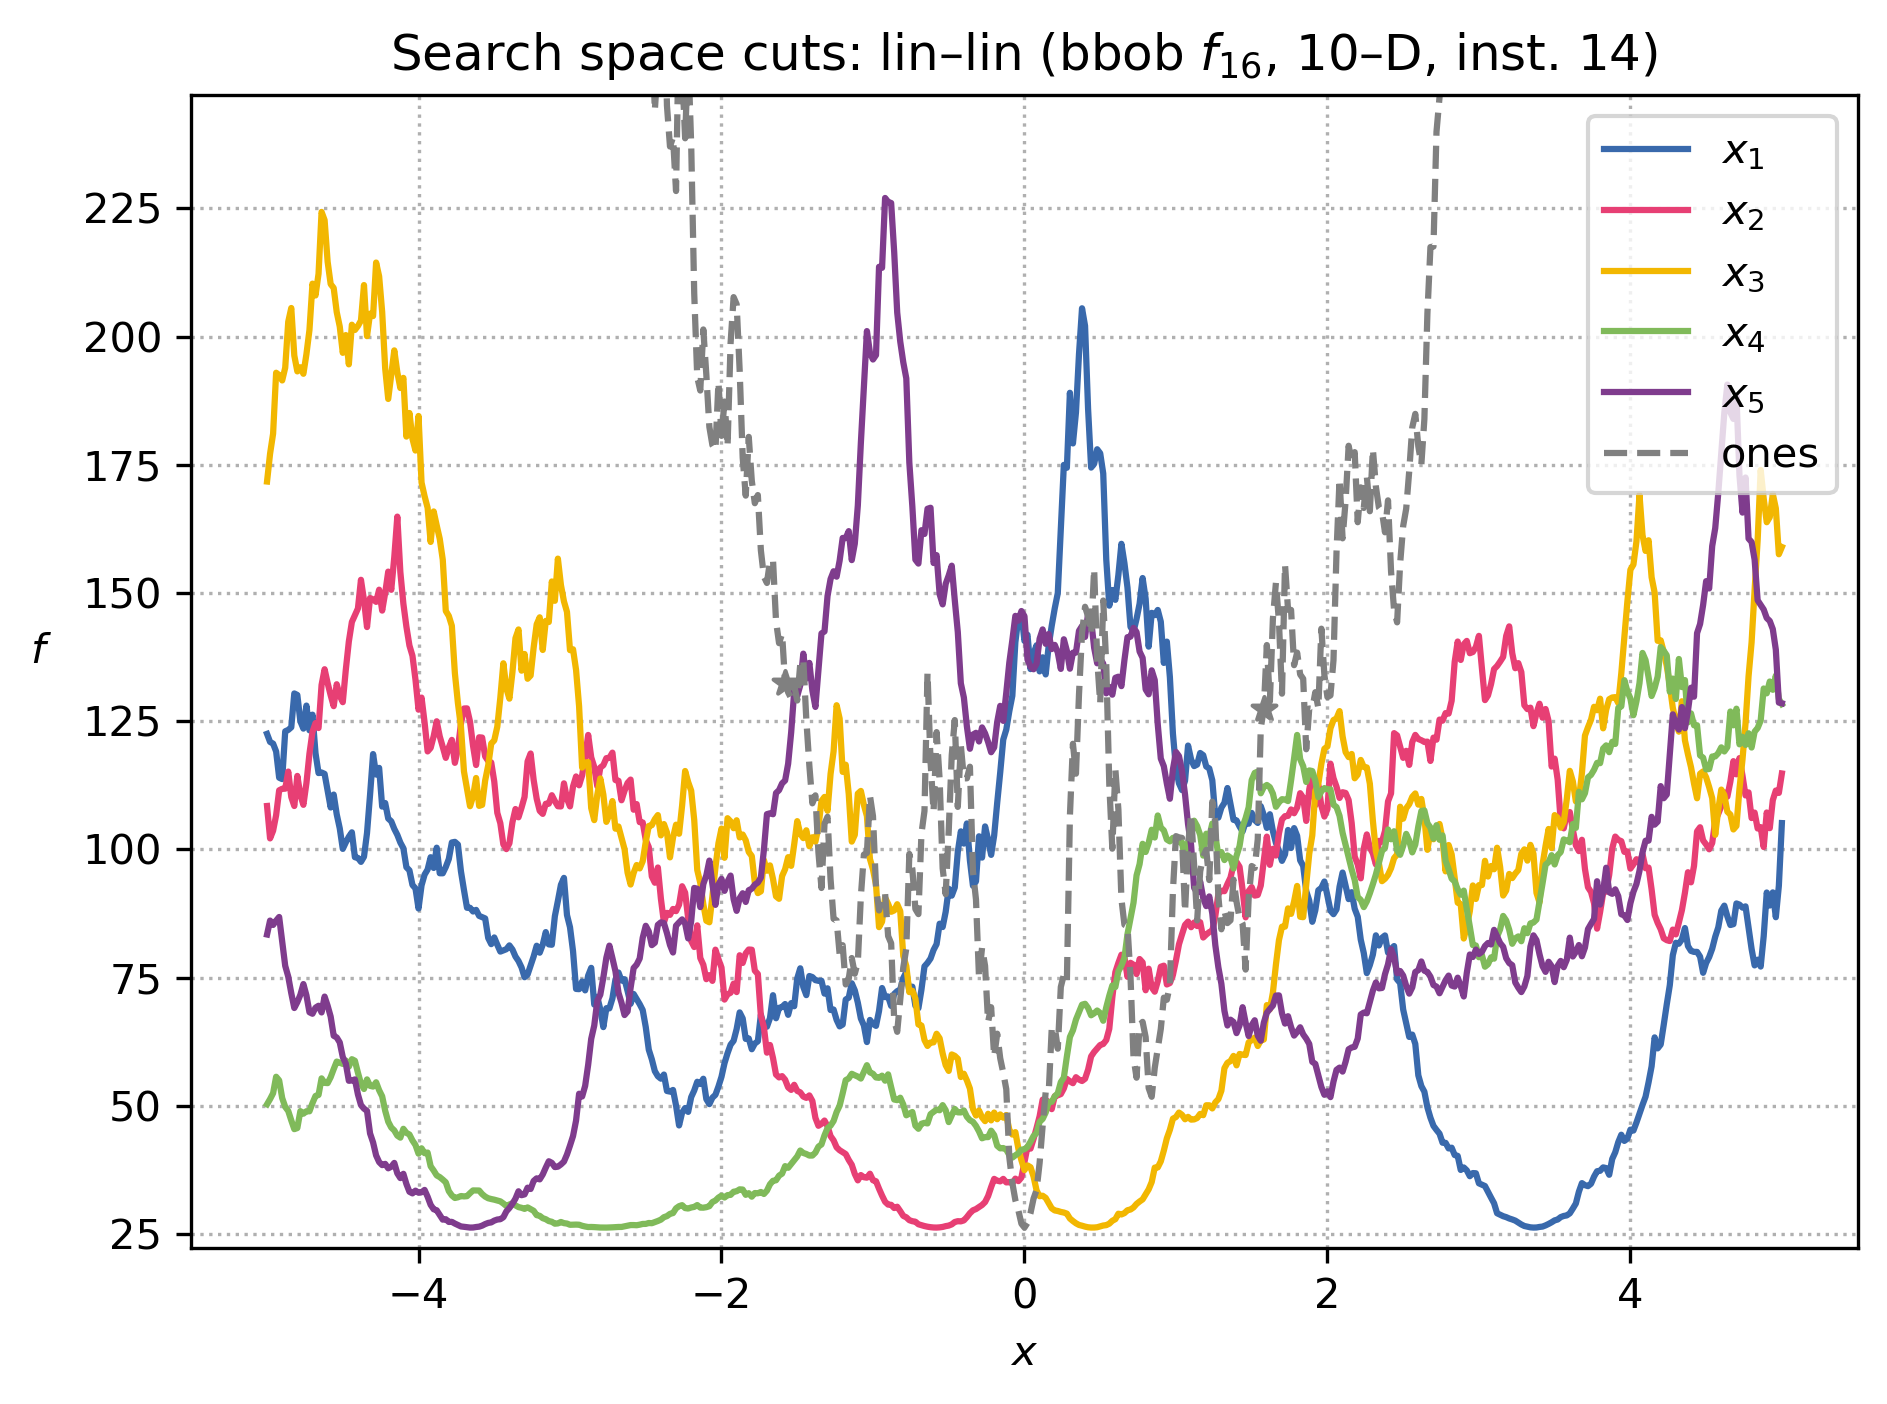 Search space cuts: lin–lin (bbob f₁₆, 10–D, inst. 14)
225
200
175
150
125
100
75
50
25
f
x₁
x₂
x₃
x₄
x₅
ones
−4 −2 0 2 4
x